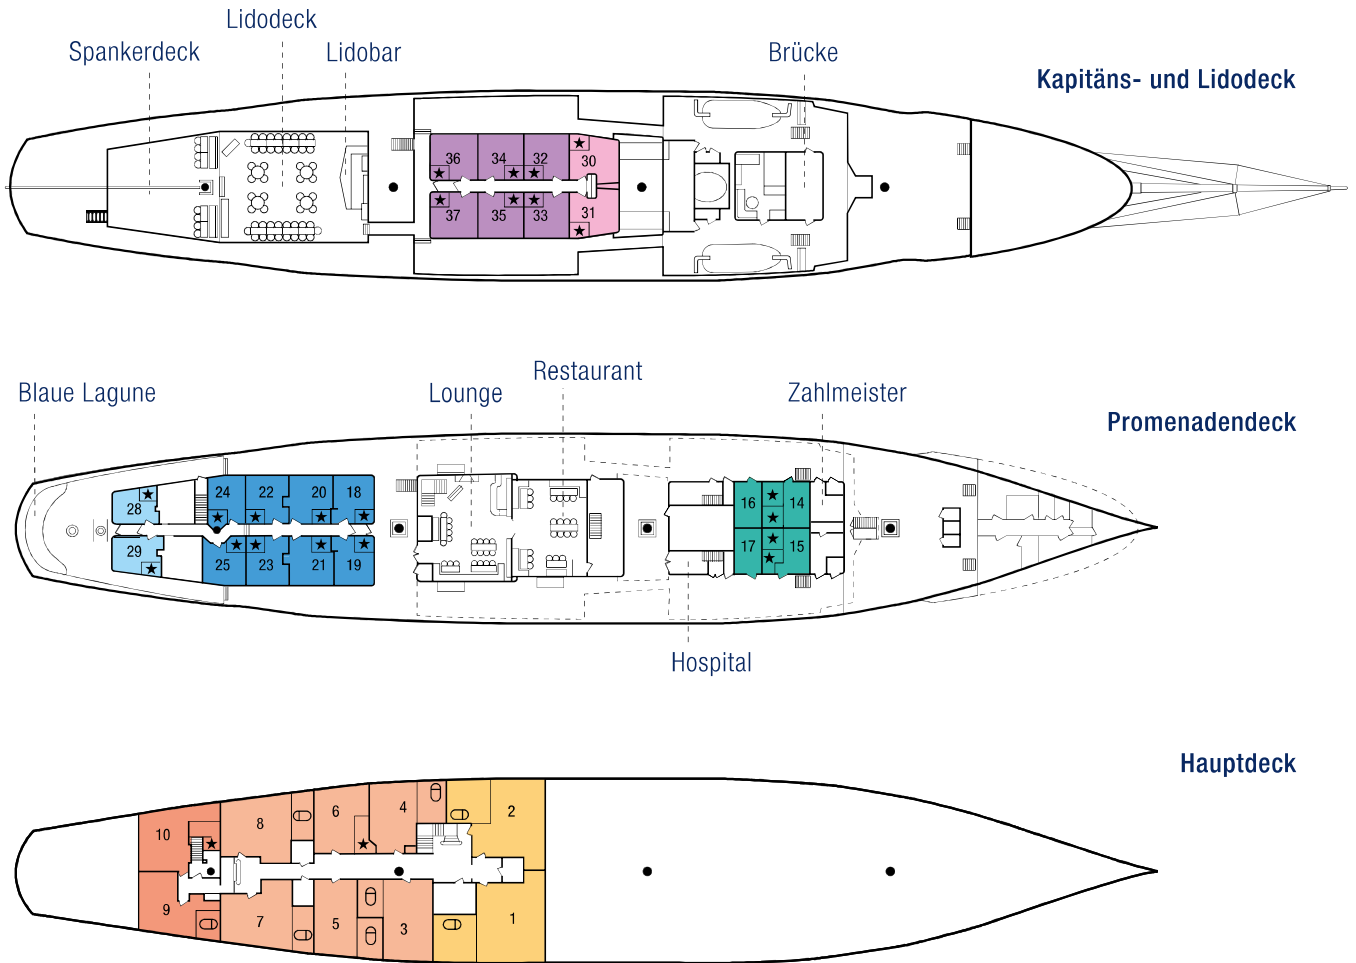 Lidodeck
Spankerdeck
Lidobar
Brücke
Kapitäns- und Lidodeck
36
34
32
30
37
35
33
31
Restaurant
Blaue Lagune
Lounge
Zahlmeister
Promenadendeck
28
24
22
20
18
16
14
29
25
23
21
19
17
15
Hospital
Hauptdeck
10
8
6
4
2
9
7
5
3
1